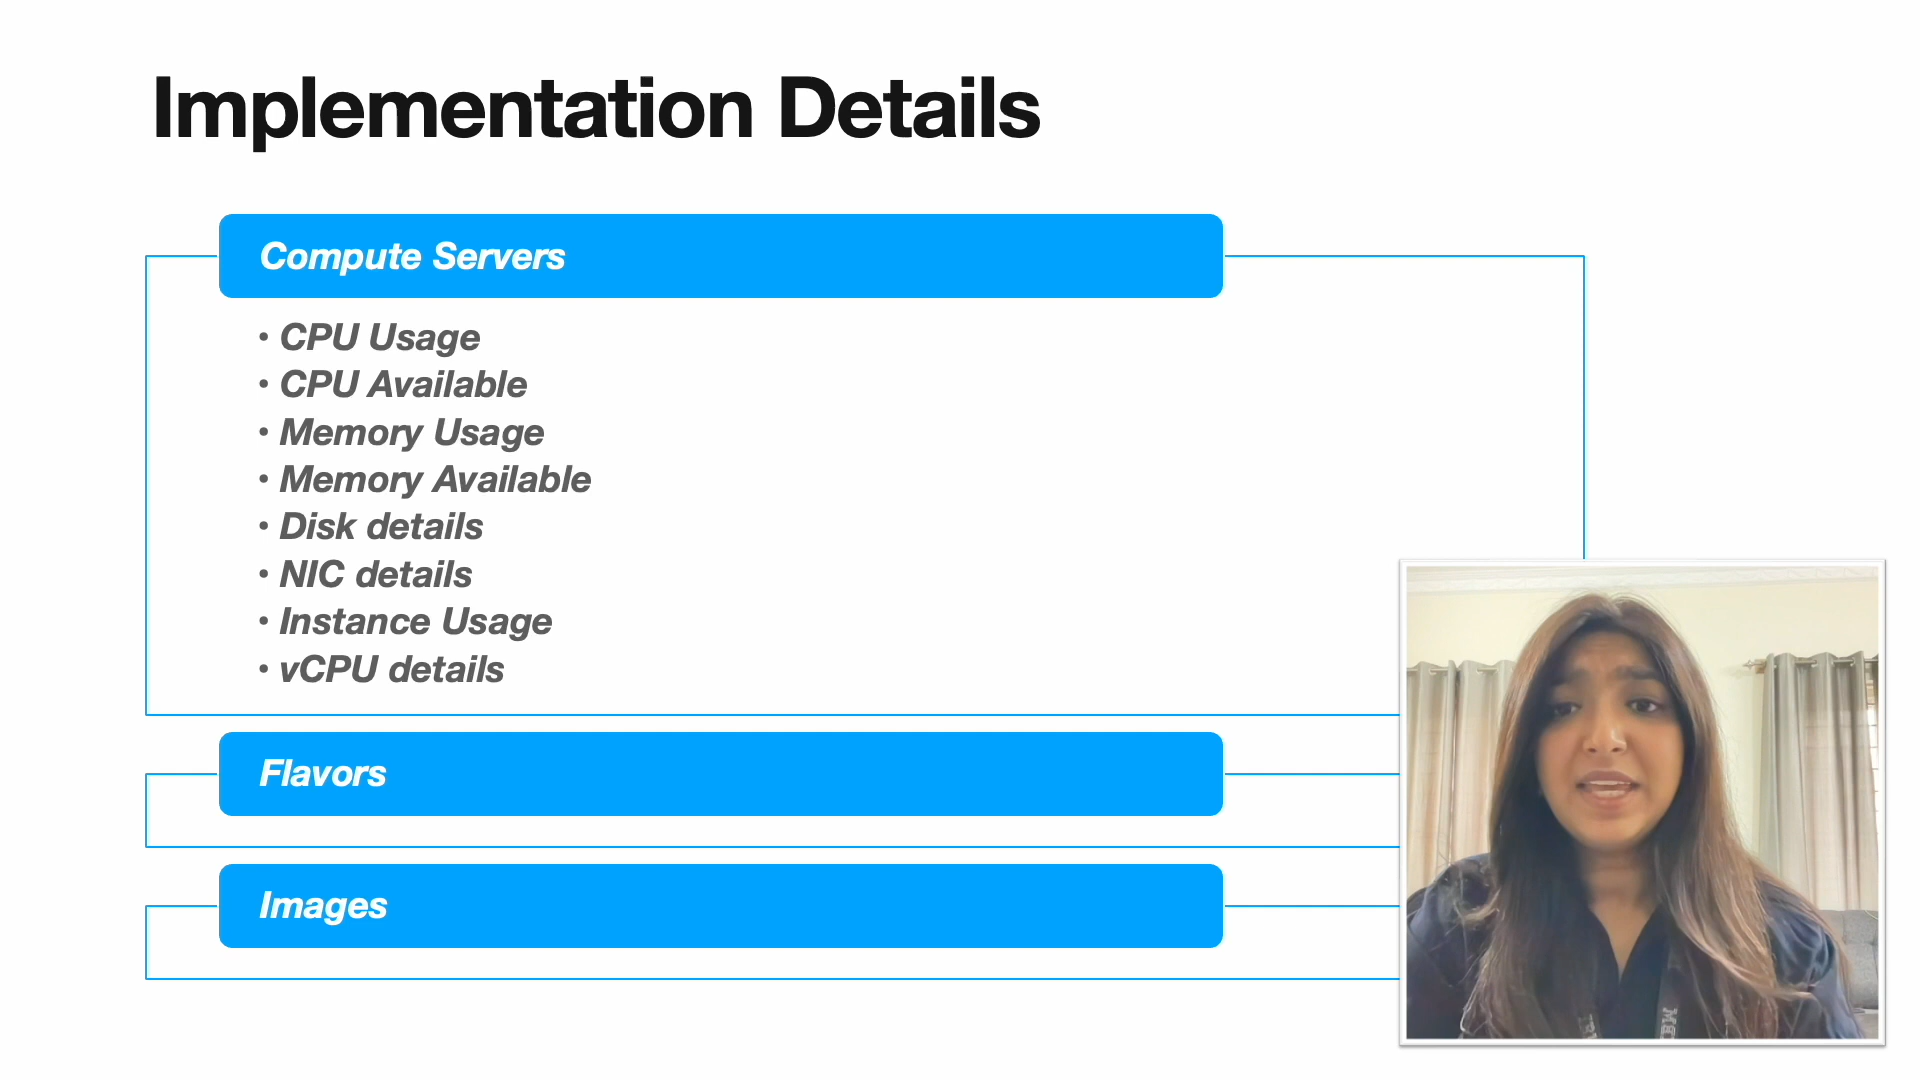 Implementation Details
Compute Servers
• CPU Usage
• CPU Available
• Memory Usage
• Memory Available
• Disk details
• NIC details
• Instance Usage
• vCPU details
Flavors
Images